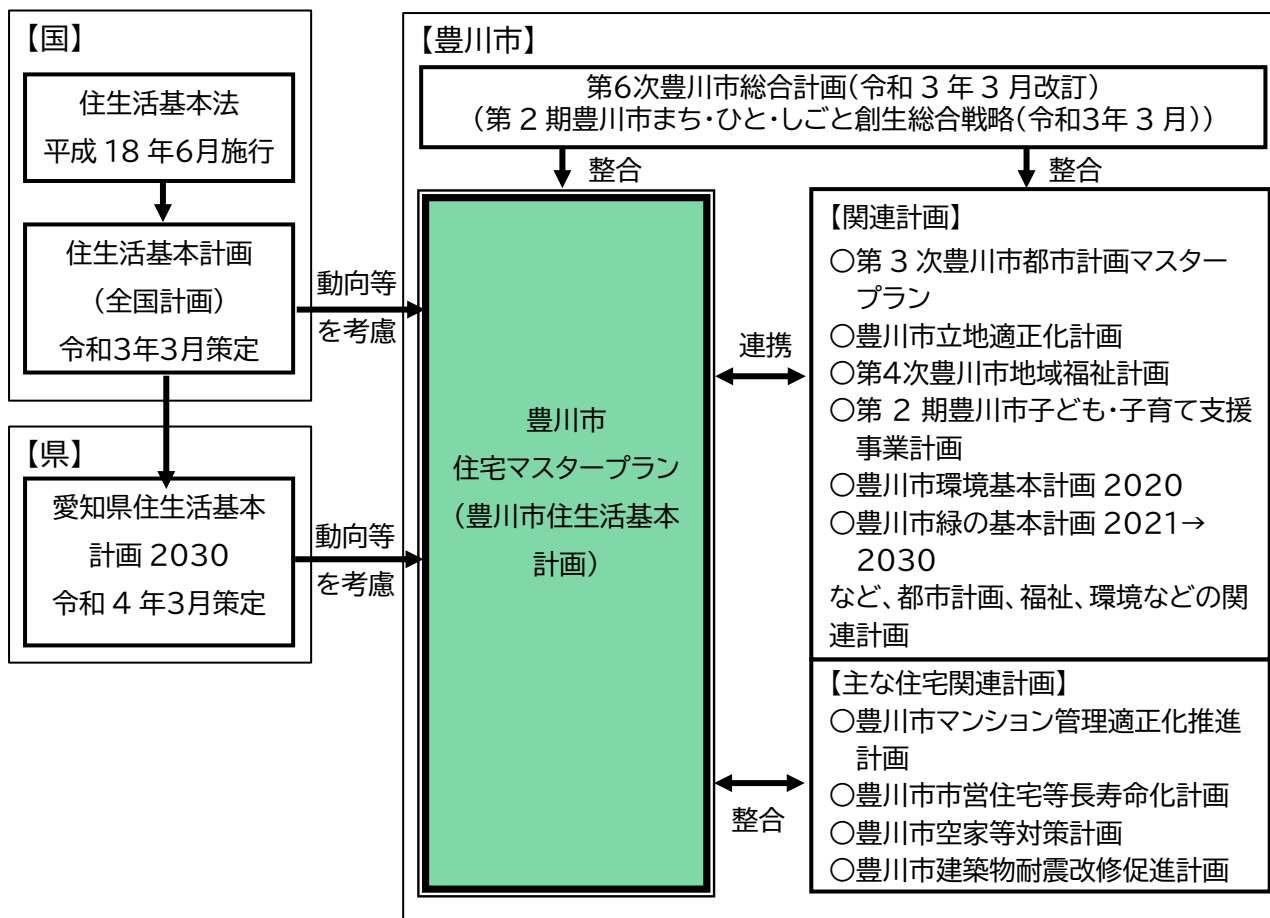 【国】
住生活基本法
平成 18 年6月施行
住生活基本計画
（全国計画）
令和3年3月策定
【県】
愛知県住生活基本
計画 2030
令和 4 年3月策定
動向等
を考慮
動向等
を考慮
【豊川市】
第6次豊川市総合計画(令和 3 年 3 月改訂)
（第 2 期豊川市まち・ひと・しごと創生総合戦略(令和3年 3 月)）
整合
整合
豊川市
住宅マスタープラン
（豊川市住生活基本
計画）
連携
整合
【関連計画】
○第 3 次豊川市都市計画マスター
プラン
○豊川市立地適正化計画
○第4次豊川市地域福祉計画
○第 2 期豊川市子ども・子育て支援
事業計画
○豊川市環境基本計画 2020
○豊川市緑の基本計画 2021→
2030
など、都市計画、福祉、環境などの関
連計画
【主な住宅関連計画】
○豊川市マンション管理適正化推進
計画
○豊川市市営住宅等長寿命化計画
○豊川市空家等対策計画
○豊川市建築物耐震改修促進計画